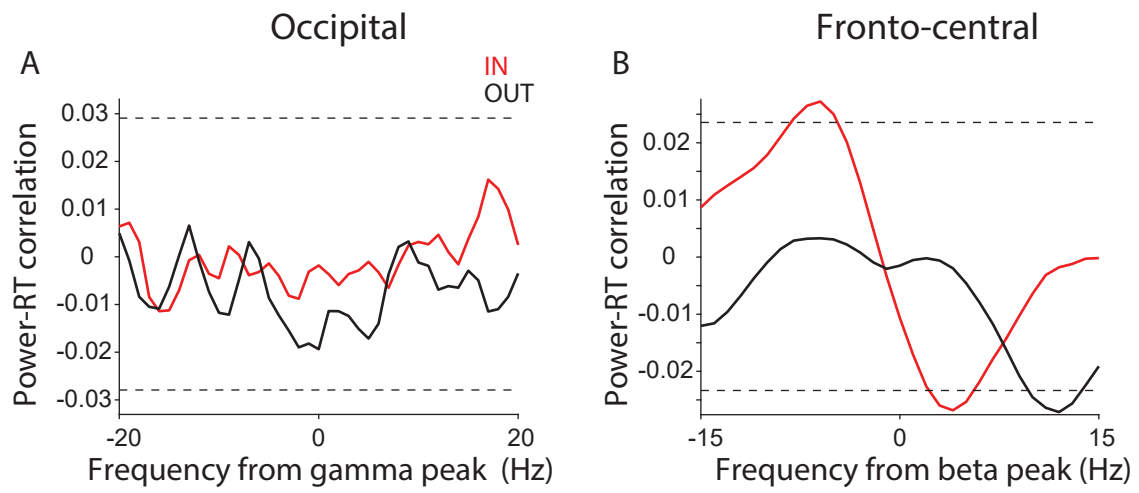 Occipital
A
IN
OUT
Power-RT correlation
0.03
0.02
0.01
0
-0.01
-0.02
-0.03
-20
0
20
Frequency from gamma peak (Hz)
Fronto-central
B
Power-RT correlation
0.02
0.01
0
-0.01
-0.02
-15
0
15
Frequency from beta peak (Hz)